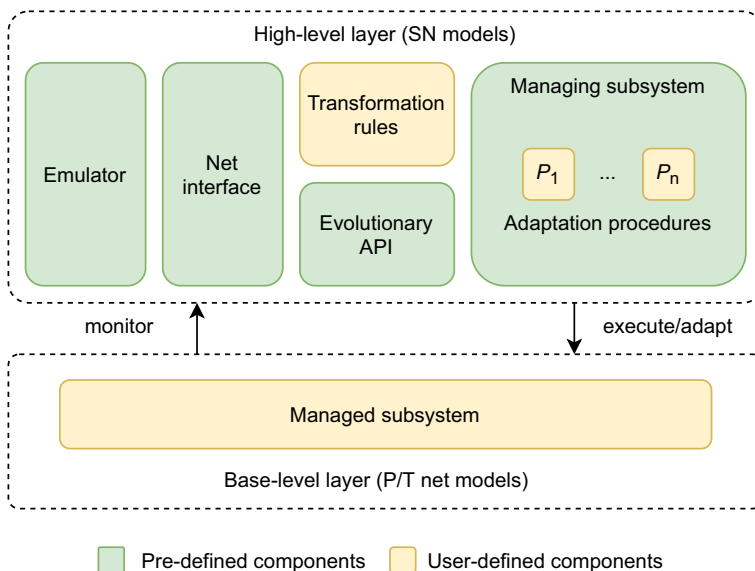 High-level layer (SN models)
Emulator
Net
interface
Transformation
rules
Evolutionary
API
Managing subsystem
P1 ... Pn
Adaptation procedures
monitor
execute/adapt
Managed subsystem
Base-level layer (P/T net models)
Pre-defined components
User-defined components